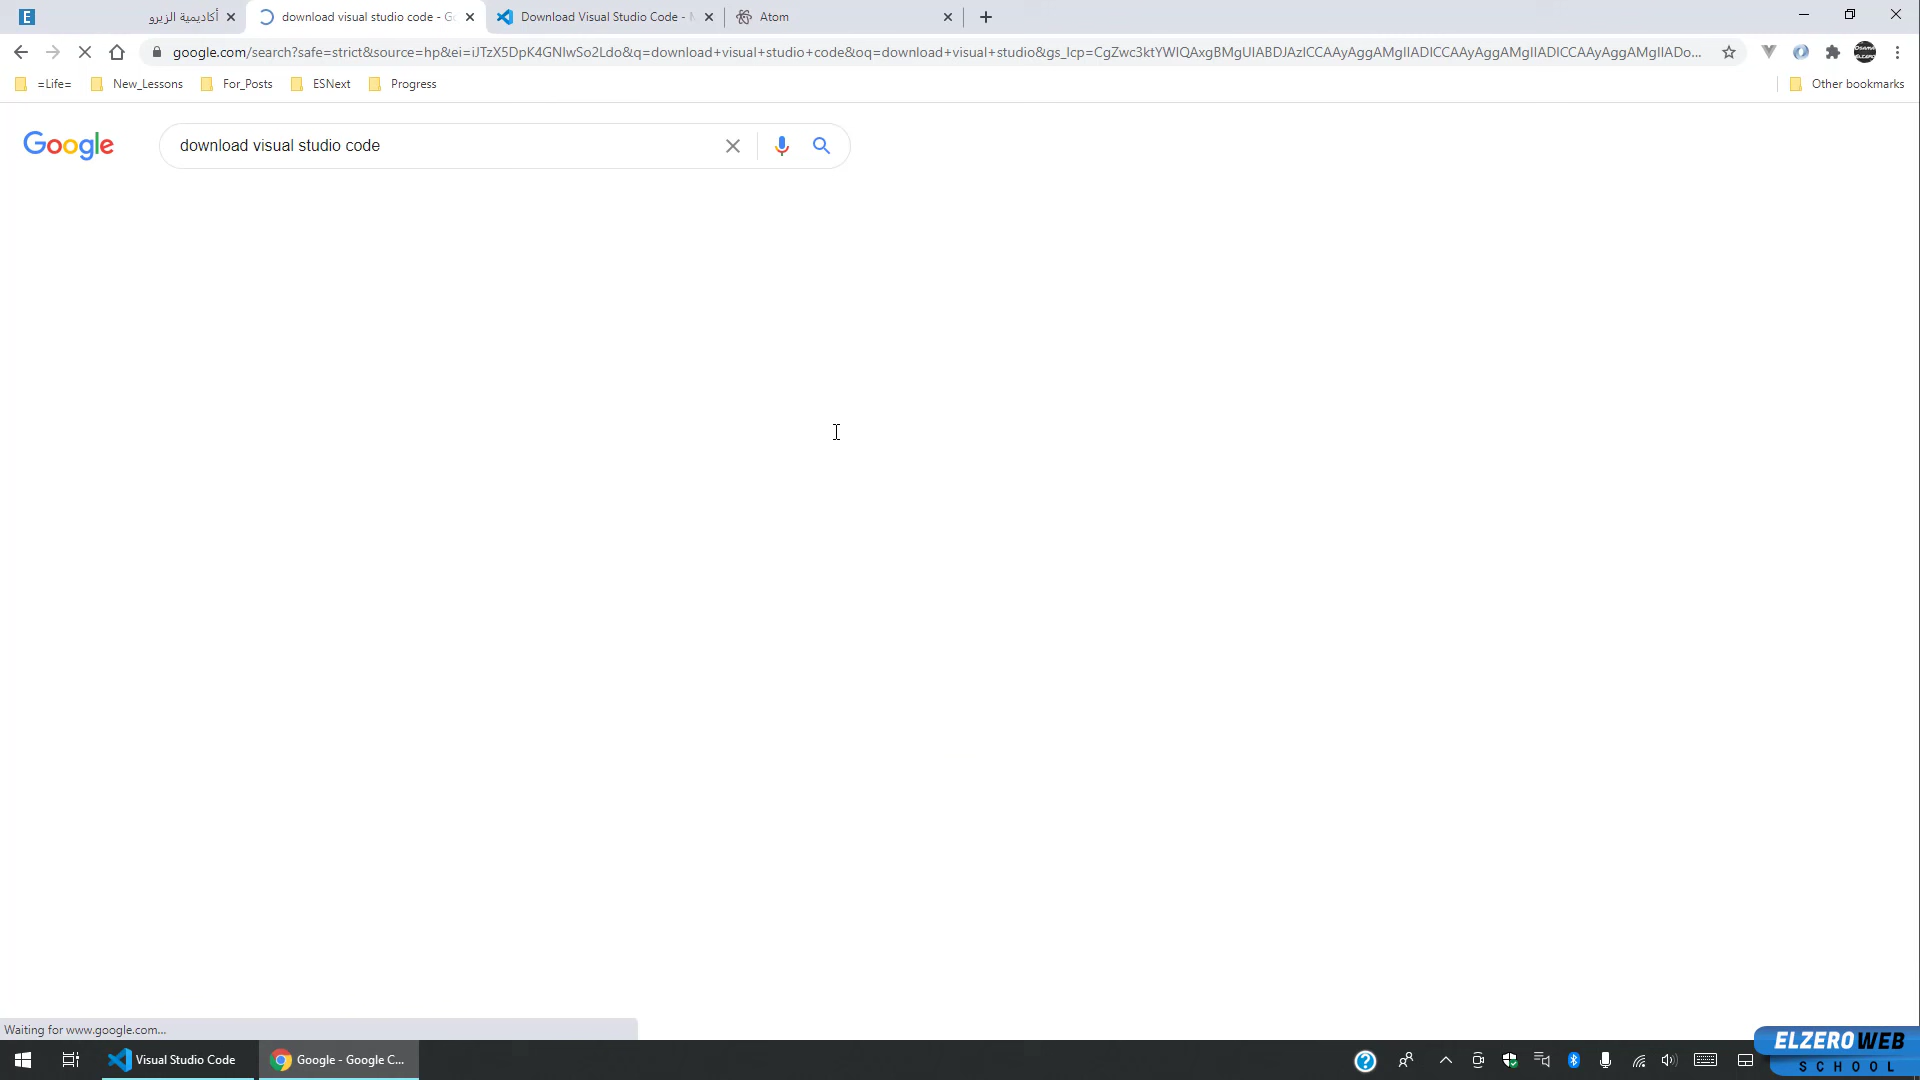 أكاديمية الزيرو
download visual studio code - Go
Download Visual Studio Code - M
Atom
google.com/search?safe=strict&source=hp&ei=iJTzX5DpK4GNlwSo2Ldo&q=download+visual+studio+code&oq=download+visual+studio&gs_lcp=CgZwc3ktYWIQAxgBMgUIABDJAzICCAAyAggAMgIIADICCAAyAggAMgIIADICCAAyAggAMgIIADo...
=Life=
New_Lessons
For_Posts
ESNext
Progress
Other bookmarks
Google
download visual studio code
Waiting for www.google.com...
Visual Studio Code
Google - Google C...
ELZEROWEB
SCHOOL